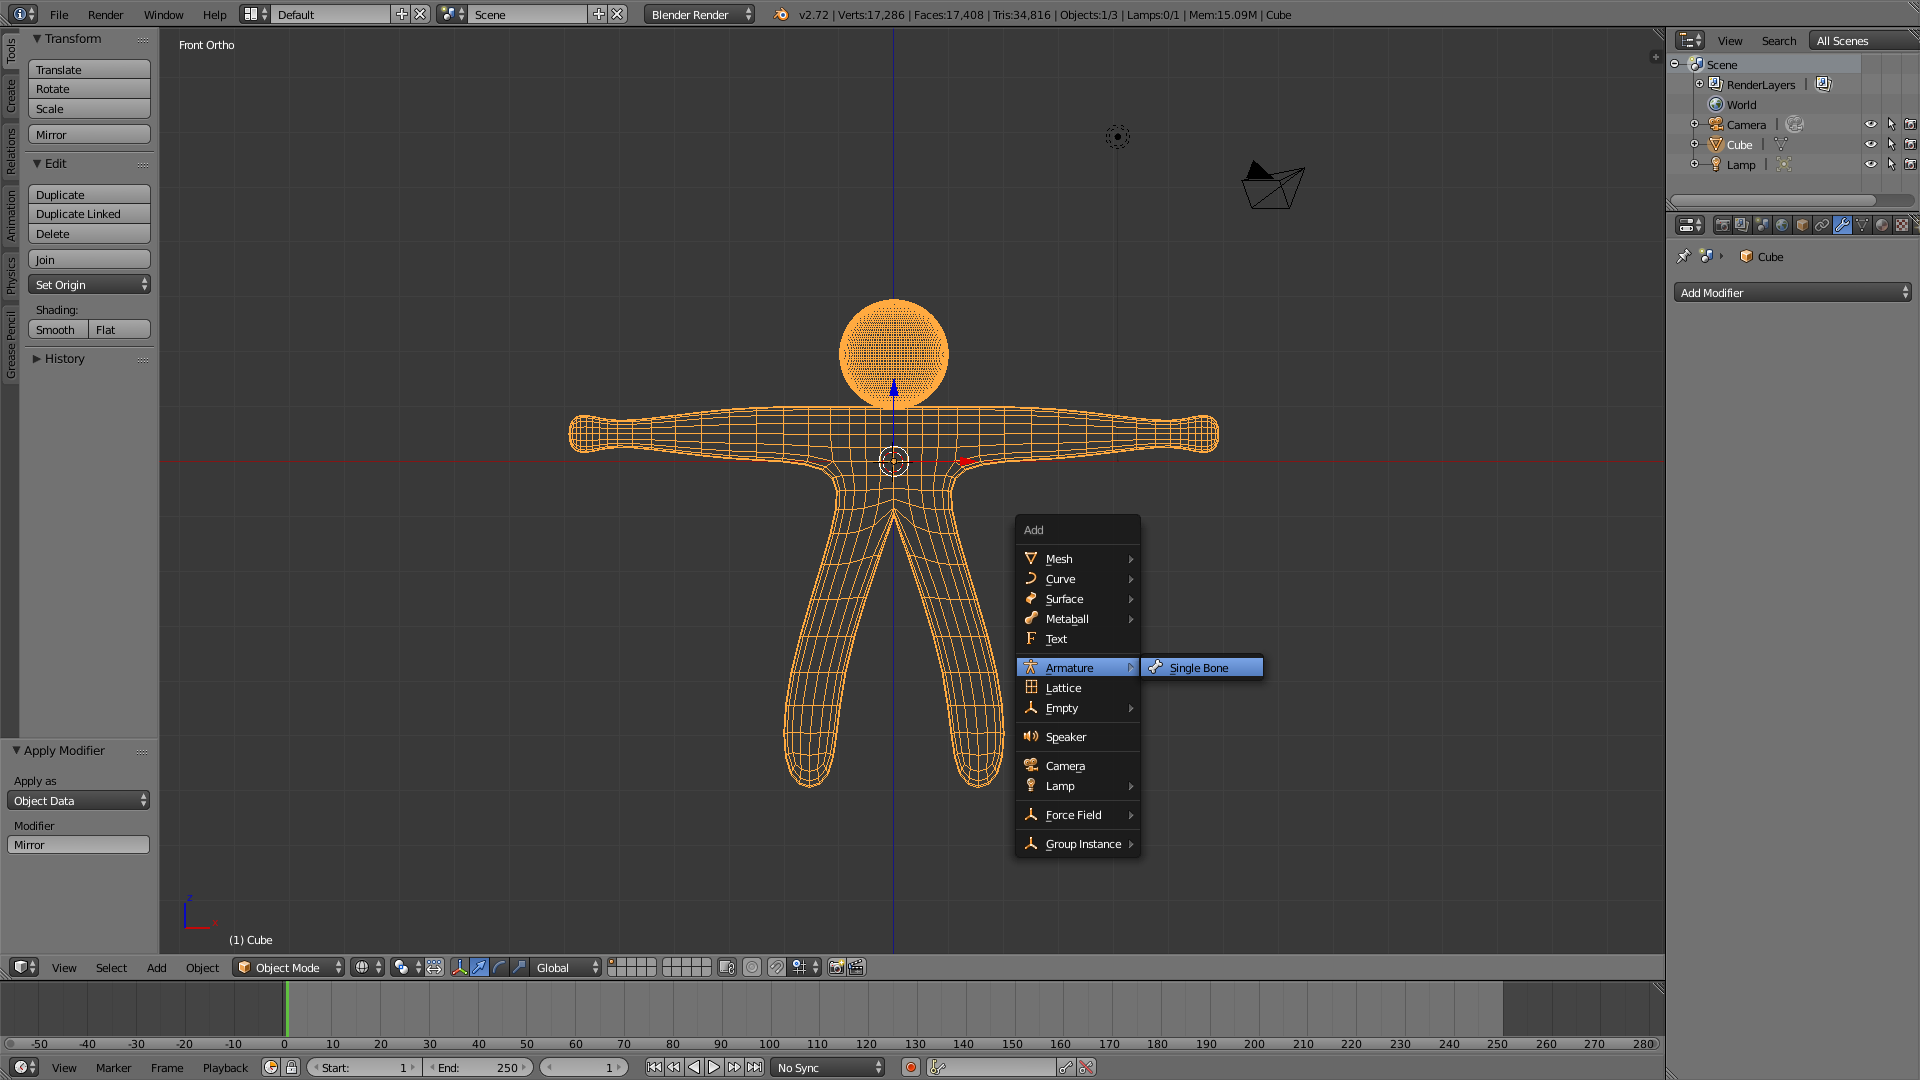 File Render Window Help Default Scene Blender Render v2.72 | Verts:17,286 | Faces:17,408 | Tris:34,816 | Objects:1/3 | Lamps:0/1 | Mem:15.09M | Cube
Tools
Create
Relations
Animation
Physics
Grease Pencil
Transform
Translate
Rotate
Scale
Mirror
Edit
Duplicate
Duplicate Linked
Delete
Join
Set Origin
Shading:
Smooth Flat
History
Apply Modifier
Apply as
Object Data
Modifier
Mirror
Front Ortho
Add
Mesh
Curve
Surface
Metaball
Text
Armature
Single Bone
Lattice
Empty
Speaker
Camera
Lamp
Force Field
Group Instance
z
x
(1) Cube
View Search All Scenes
Scene
RenderLayers |
World
Camera |
Cube |
Lamp |
Cube
Add Modifier
View Select Add Object Object Mode Global
-50 -40 -30 -20 -10 0 10 20 30 40 50 60 70 80 90 100 110 120 130 140 150 160 170 180 190 200 210 220 230 240 250 260 270 280
View Marker Frame Playback Start: 1 End: 250 1 No Sync